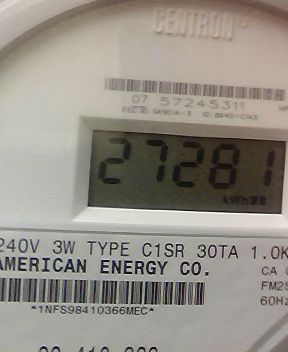 CENTRON
07 57245311
27281
kWh
240V 3W TYPE C1SR 30TA 1.0K
AMERICAN ENERGY CO.
CA
FM2S
60Hz
*1NFS98410366MEC*